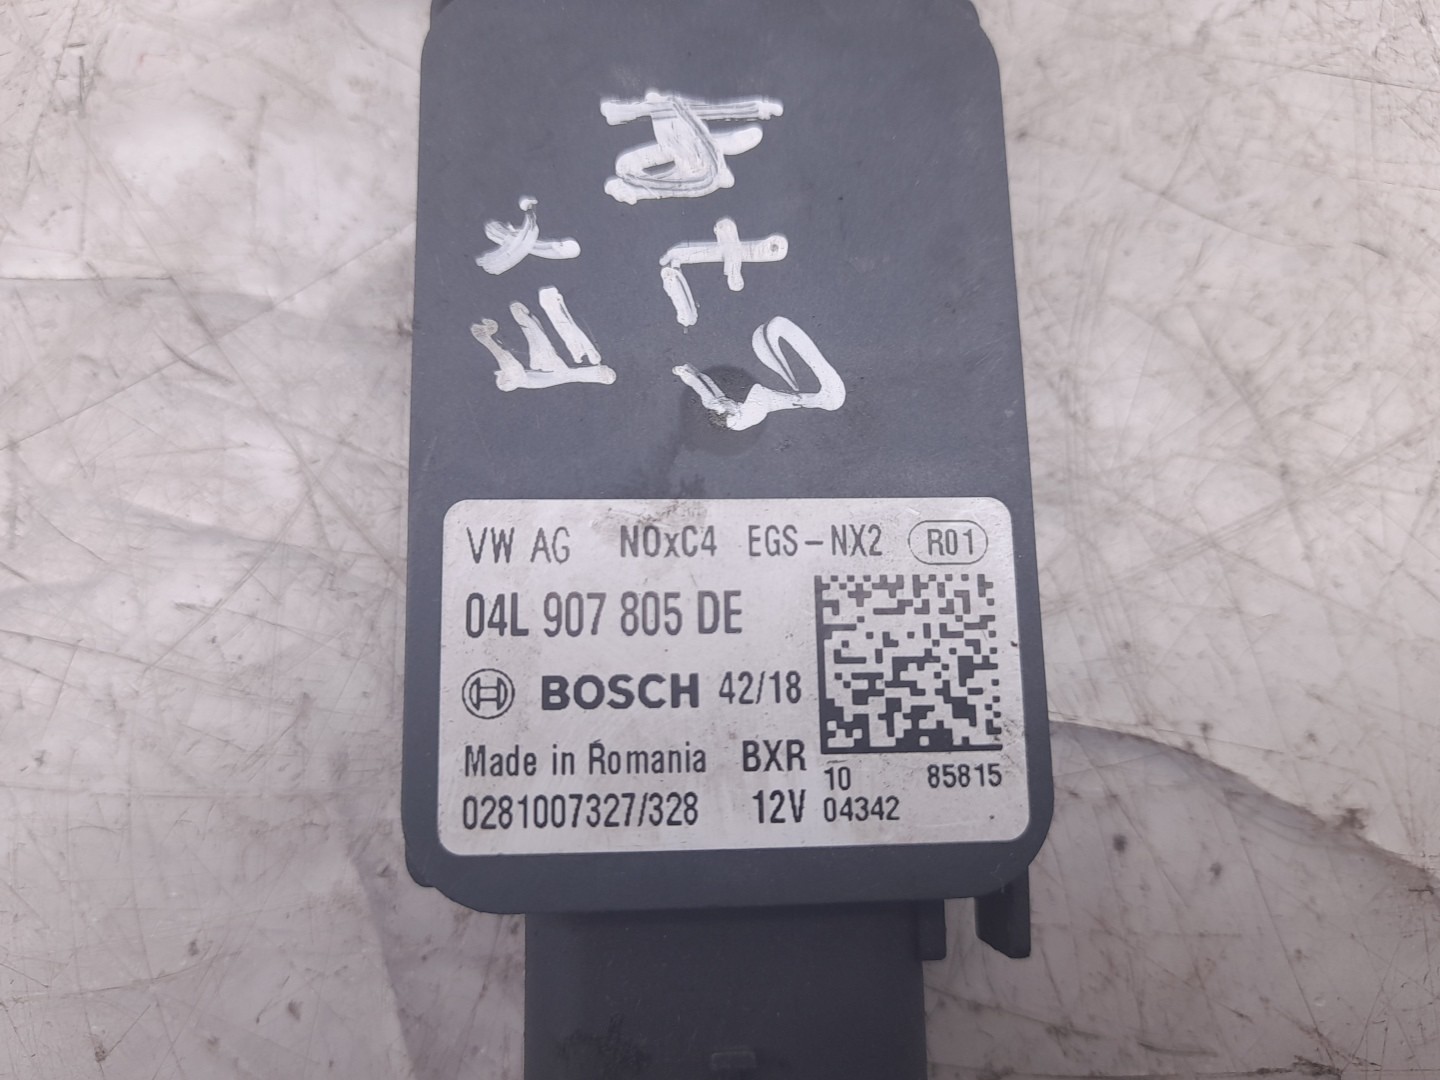 VW AG NOxC4 EGS-NX2 R01
04L 907 805 DE
BOSCH 42/18
Made in Romania BXR
10 85815
0281007327/328 12V 04342